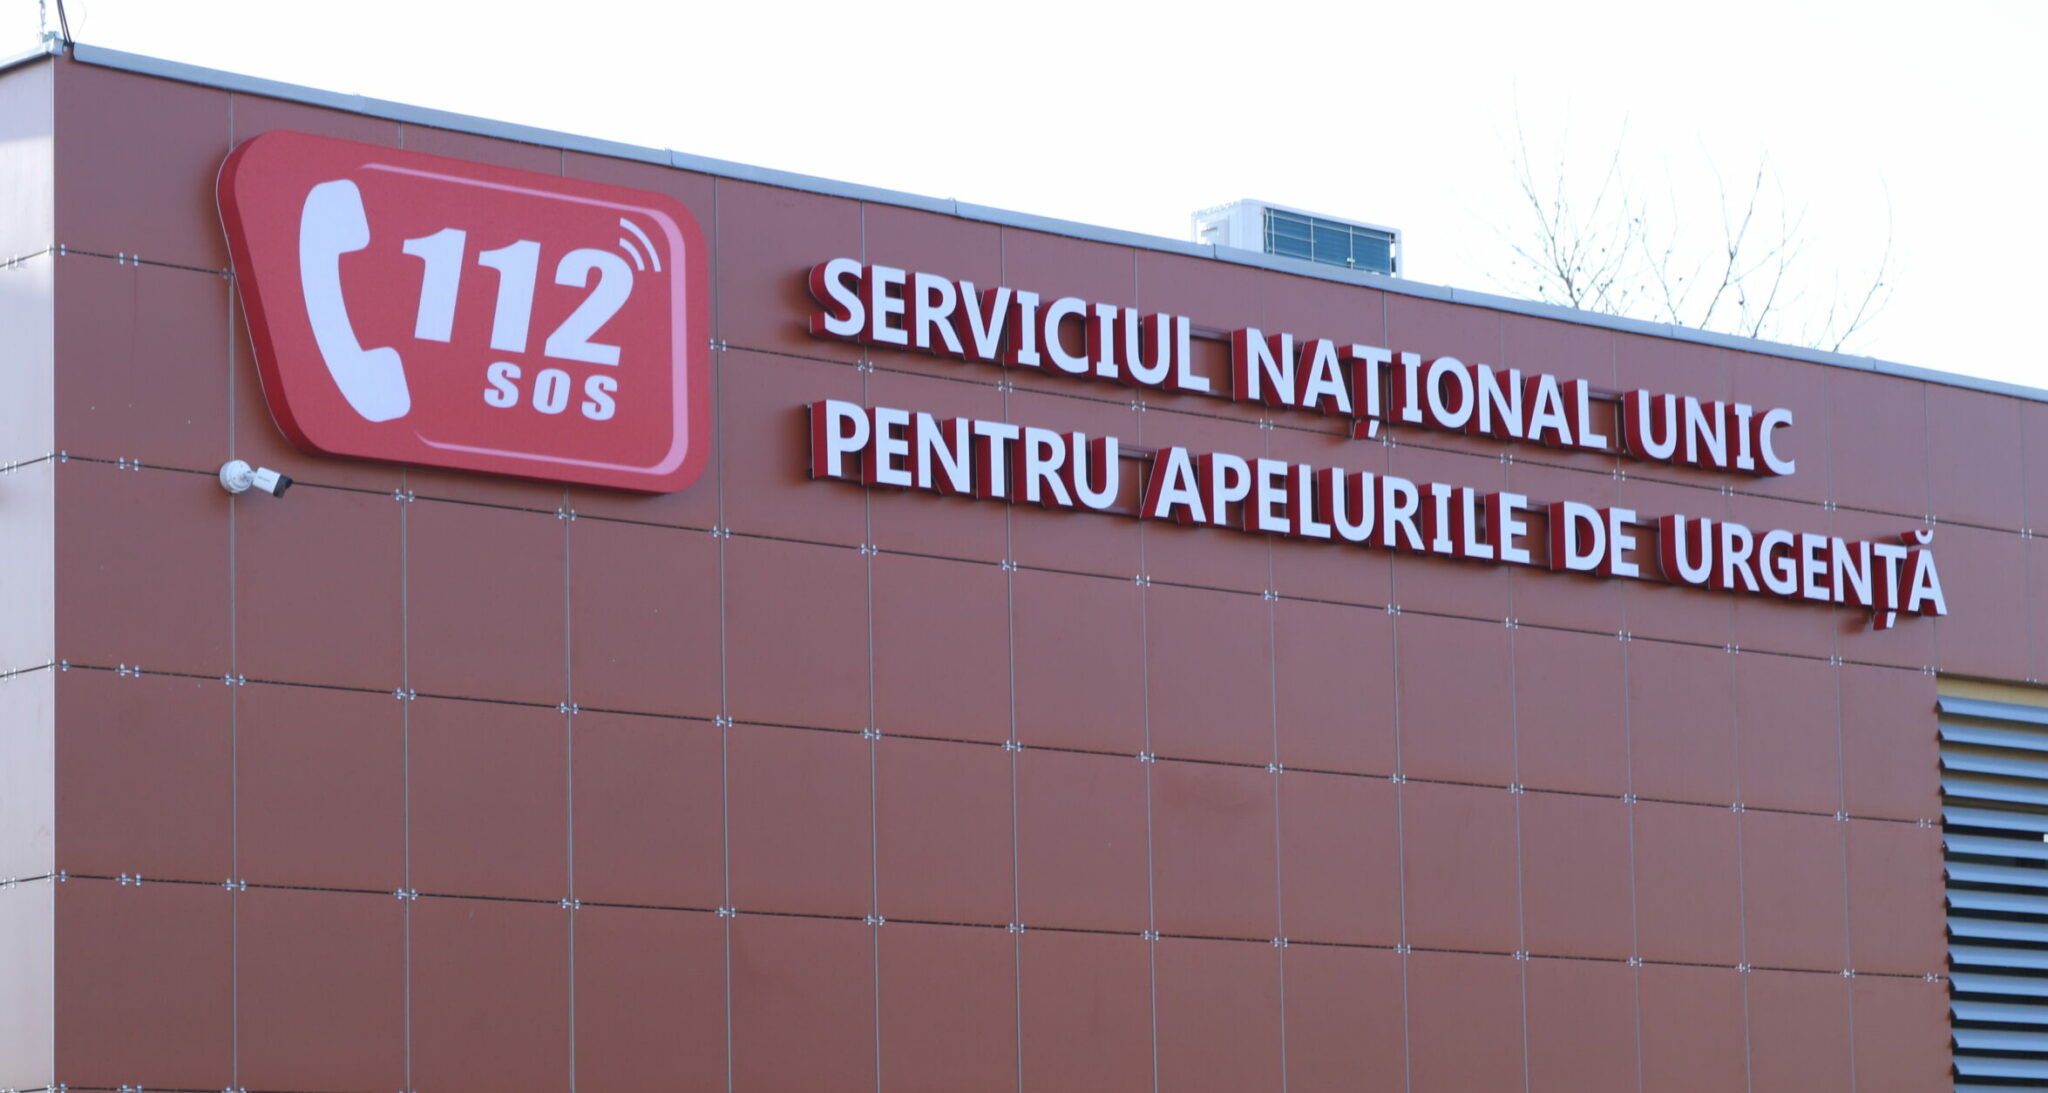 112
SOS
SERVICIUL NAȚIONAL UNIC
PENTRU APELURILE DE URGENȚĂ